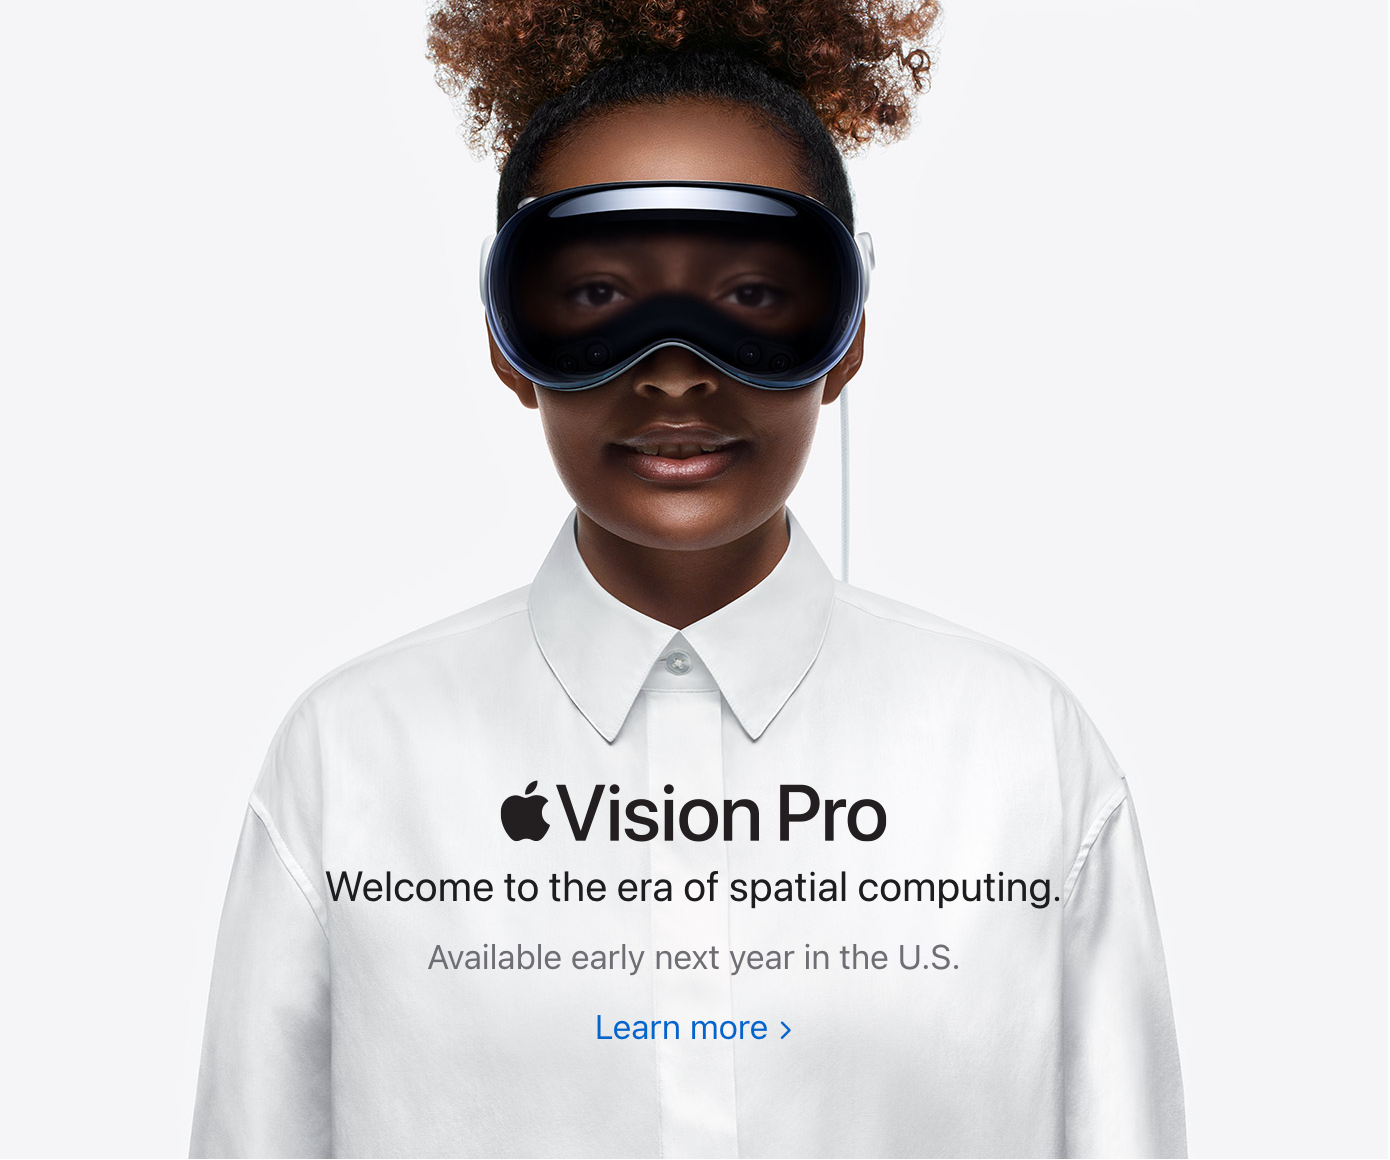 Vision Pro
Welcome to the era of spatial computing.
Available early next year in the U.S.
Learn more >